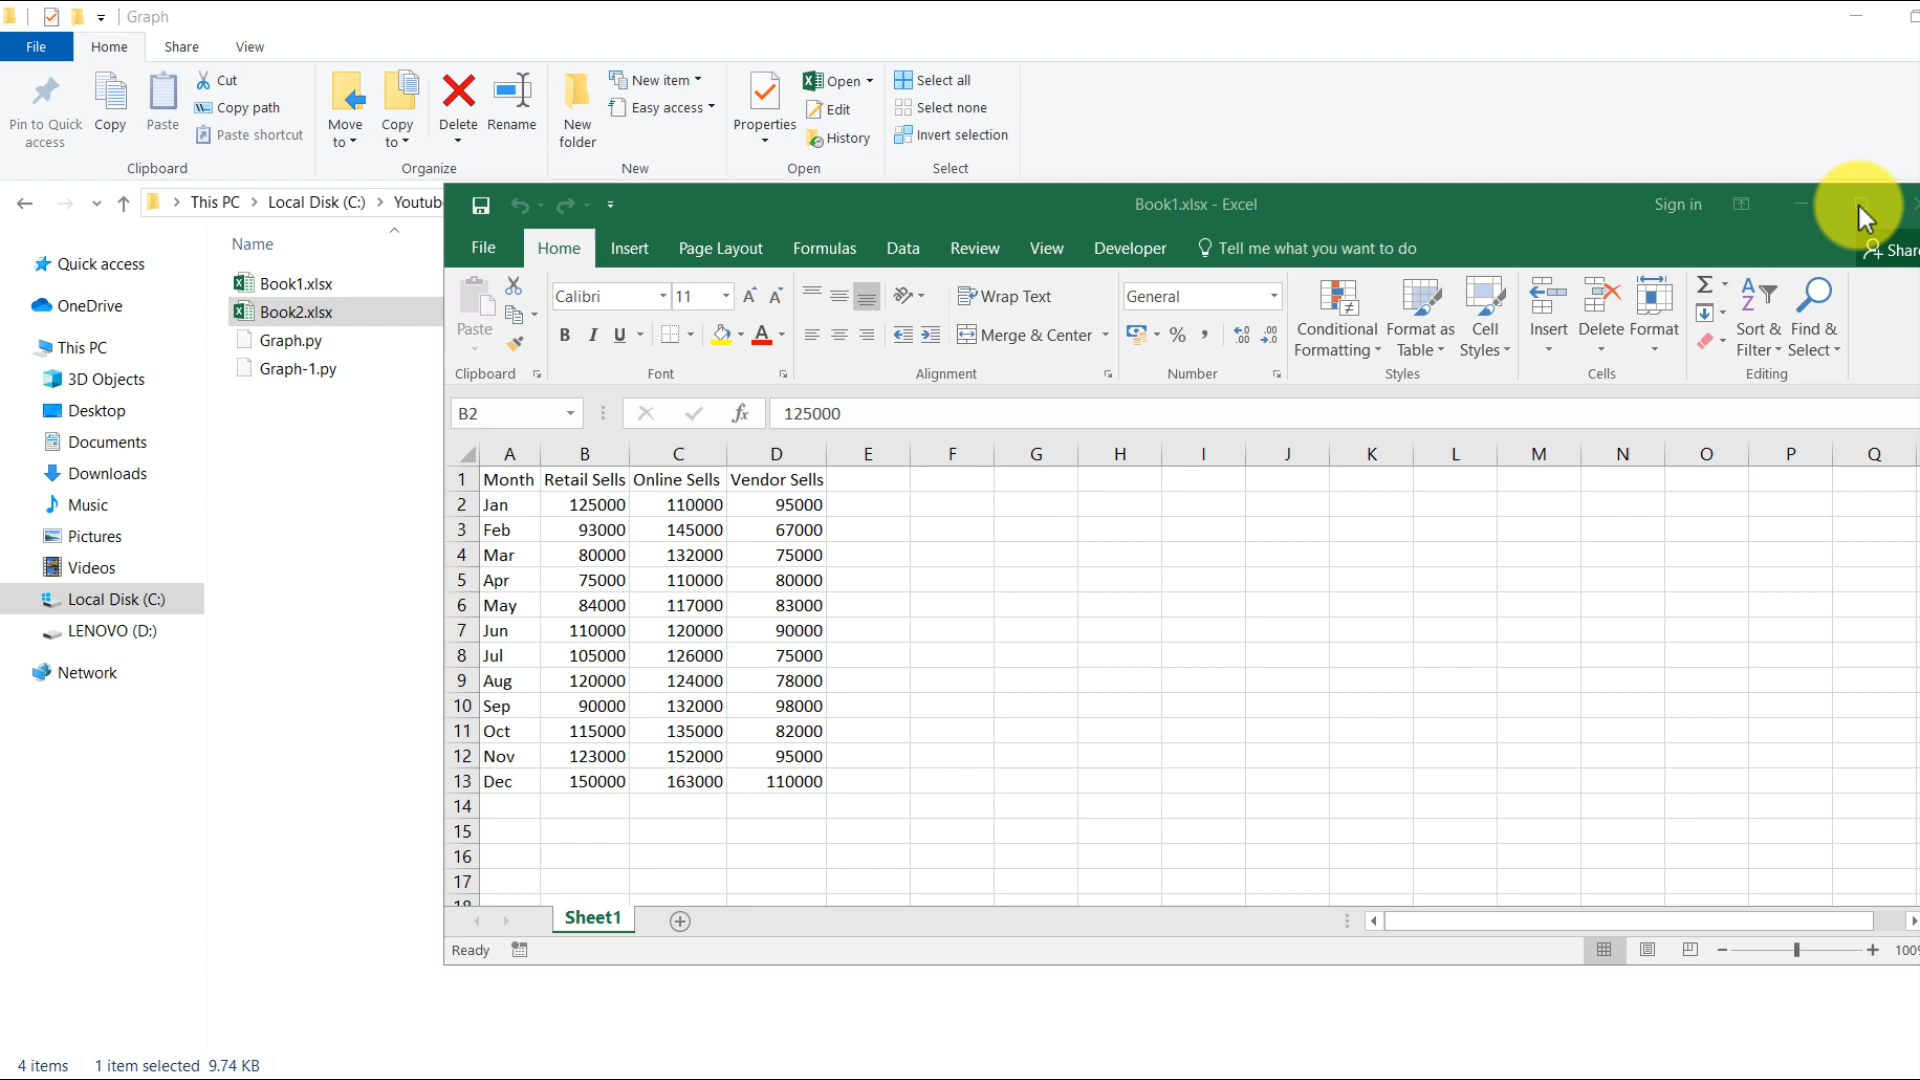 Graph
File Home Share View
Pin to Quick access
Copy
Paste
Cut
Copy path
Paste shortcut
Clipboard
Move to
Copy to
Delete
Rename
Organize
New folder
New item
Easy access
New
Properties
Open
Edit
History
Open
Select all
Select none
Invert selection
Select
This PC > Local Disk (C:) > Youtub
Quick access
OneDrive
This PC
3D Objects
Desktop
Documents
Downloads
Music
Pictures
Videos
Local Disk (C:)
LENOVO (D:)
Network
Name
Book1.xlsx
Book2.xlsx
Graph.py
Graph-1.py
Book1.xlsx - Excel
Sign in
File Home Insert Page Layout Formulas Data Review View Developer Tell me what you want to do
Share
Paste
Clipboard
Calibri 11
B I U
Font
Wrap Text
Merge & Center
Alignment
General
%
Number
Conditional Formatting
Format as Table
Cell Styles
Styles
Insert Delete Format
Cells
Sort & Filter
Find & Select
Editing
B2 fx 125000
A B C D E F G H I J K L M N O P Q
1 Month Retail Sells Online Sells Vendor Sells
2 Jan 125000 110000 95000
3 Feb 93000 145000 67000
4 Mar 80000 132000 75000
5 Apr 75000 110000 80000
6 May 84000 117000 83000
7 Jun 110000 120000 90000
8 Jul 105000 126000 75000
9 Aug 120000 124000 78000
10 Sep 90000 132000 98000
11 Oct 115000 135000 82000
12 Nov 123000 152000 95000
13 Dec 150000 163000 110000
14
15
16
17
18
Sheet1
Ready
100%
4 items 1 item selected 9.74 KB